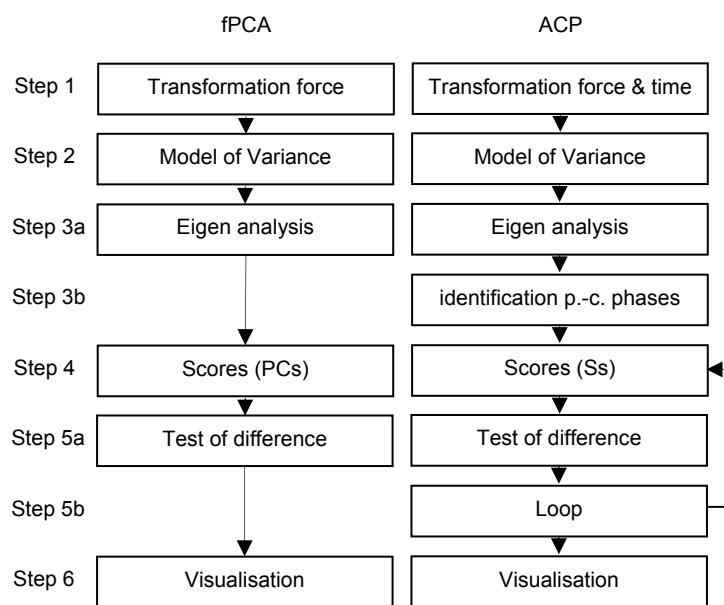 fPCA ACP
Step 1 Transformation force Transformation force & time
Step 2 Model of Variance Model of Variance
Step 3a Eigen analysis Eigen analysis
Step 3b identification p.-c. phases
Step 4 Scores (PCs) Scores (Ss)
Step 5a Test of difference Test of difference
Step 5b Loop
Step 6 Visualisation Visualisation